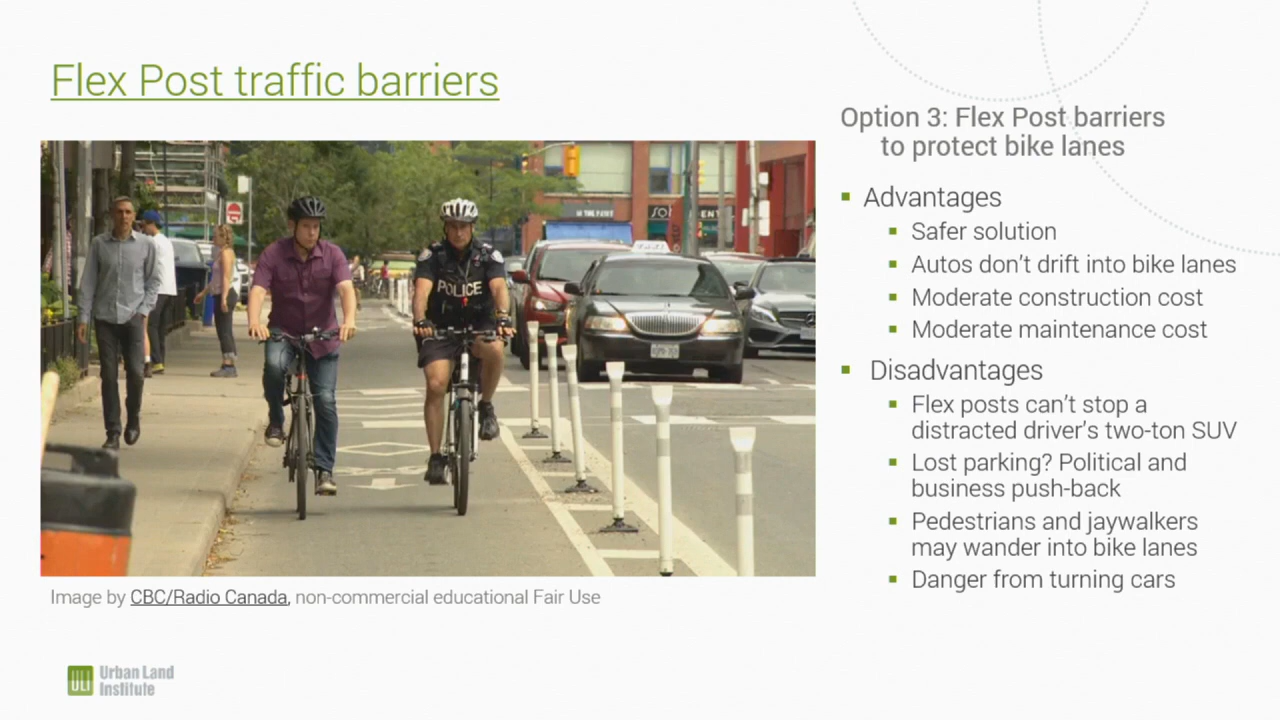 Flex Post traffic barriers
Option 3: Flex Post barriers
to protect bike lanes
Advantages
Safer solution
Autos don't drift into bike lanes
Moderate construction cost
Moderate maintenance cost
Disadvantages
Flex posts can't stop a
distracted driver's two-ton SUV
Lost parking? Political and
business push-back
Pedestrians and jaywalkers
may wander into bike lanes
Danger from turning cars
POLICE
Image by CBC/Radio Canada, non-commercial educational Fair Use
ULI
Urban Land
Institute